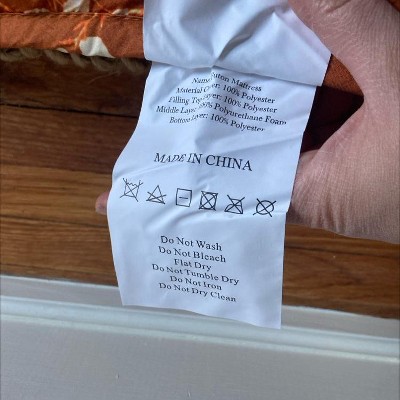 Name: Futon Mattress
Material Cover: 100% Polyester
Filling Top Layer: 100% Polyester
Middle Layer: 100% Polyurethane Foam
Bottom Layer: 100% Polyester
MADE IN CHINA
Do Not Wash
Do Not Bleach
Flat Dry
Do Not Tumble Dry
Do Not Iron
Do Not Dry Clean